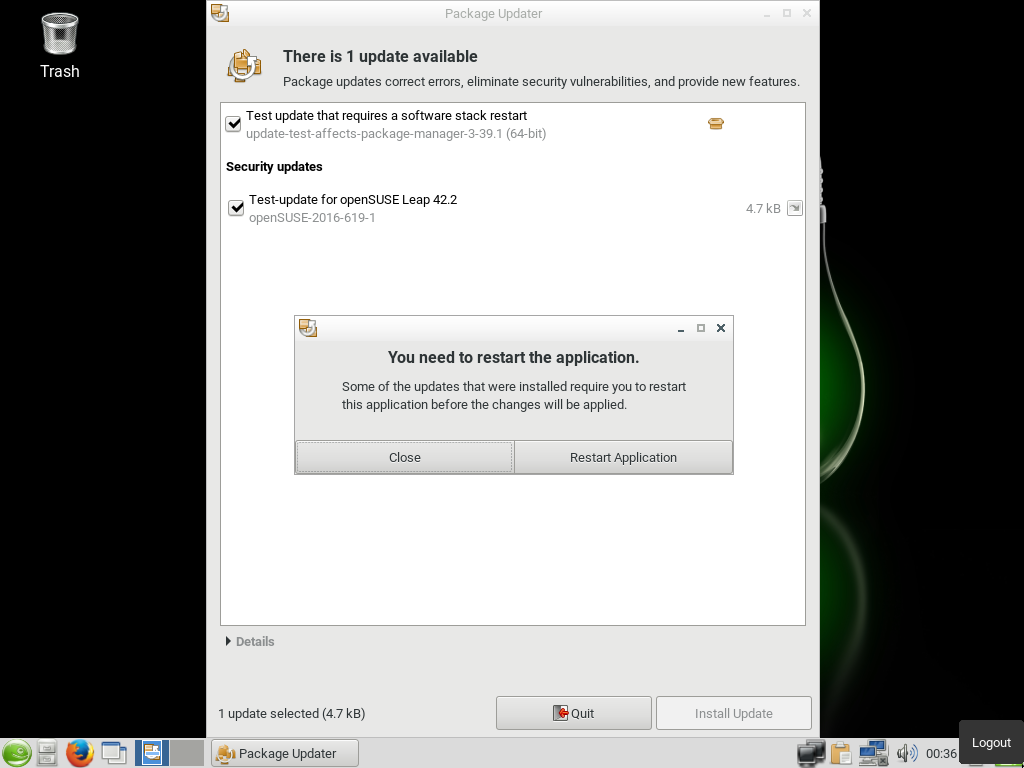 Package Updater
Trash
There is 1 update available
Package updates correct errors, eliminate security vulnerabilities, and provide new features.
Test update that requires a software stack restart
update-test-affects-package-manager-3-39.1 (64-bit)
Security updates
Test-update for openSUSE Leap 42.2
openSUSE-2016-619-1
4.7 kB
You need to restart the application.
Some of the updates that were installed require you to restart
this application before the changes will be applied.
Close
Restart Application
Details
1 update selected (4.7 kB)
Quit
Install Update
Package Updater
00:36
Logout